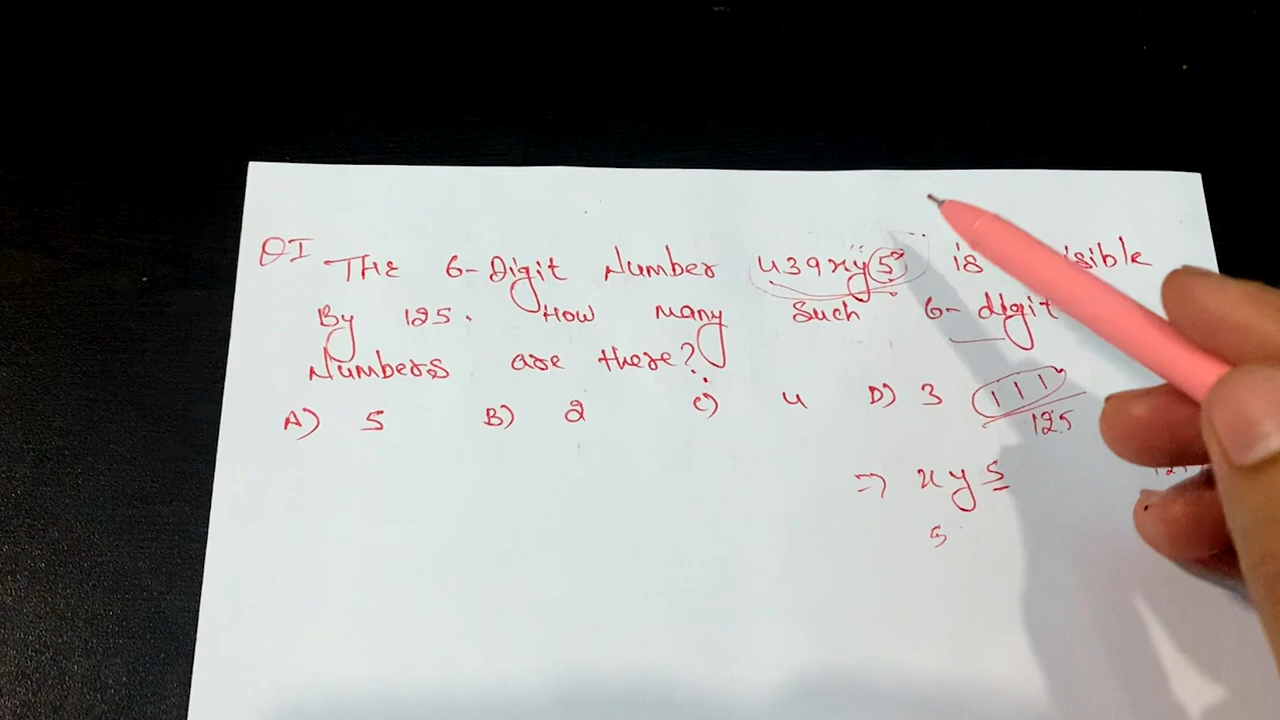 Q1 THE 6-Digit Number 439xy5 is
By 125. How many such 6-digit
Numbers are there?
A) 5 B) 2 C) 4 D) 3
111
125
⇒ xy5
5